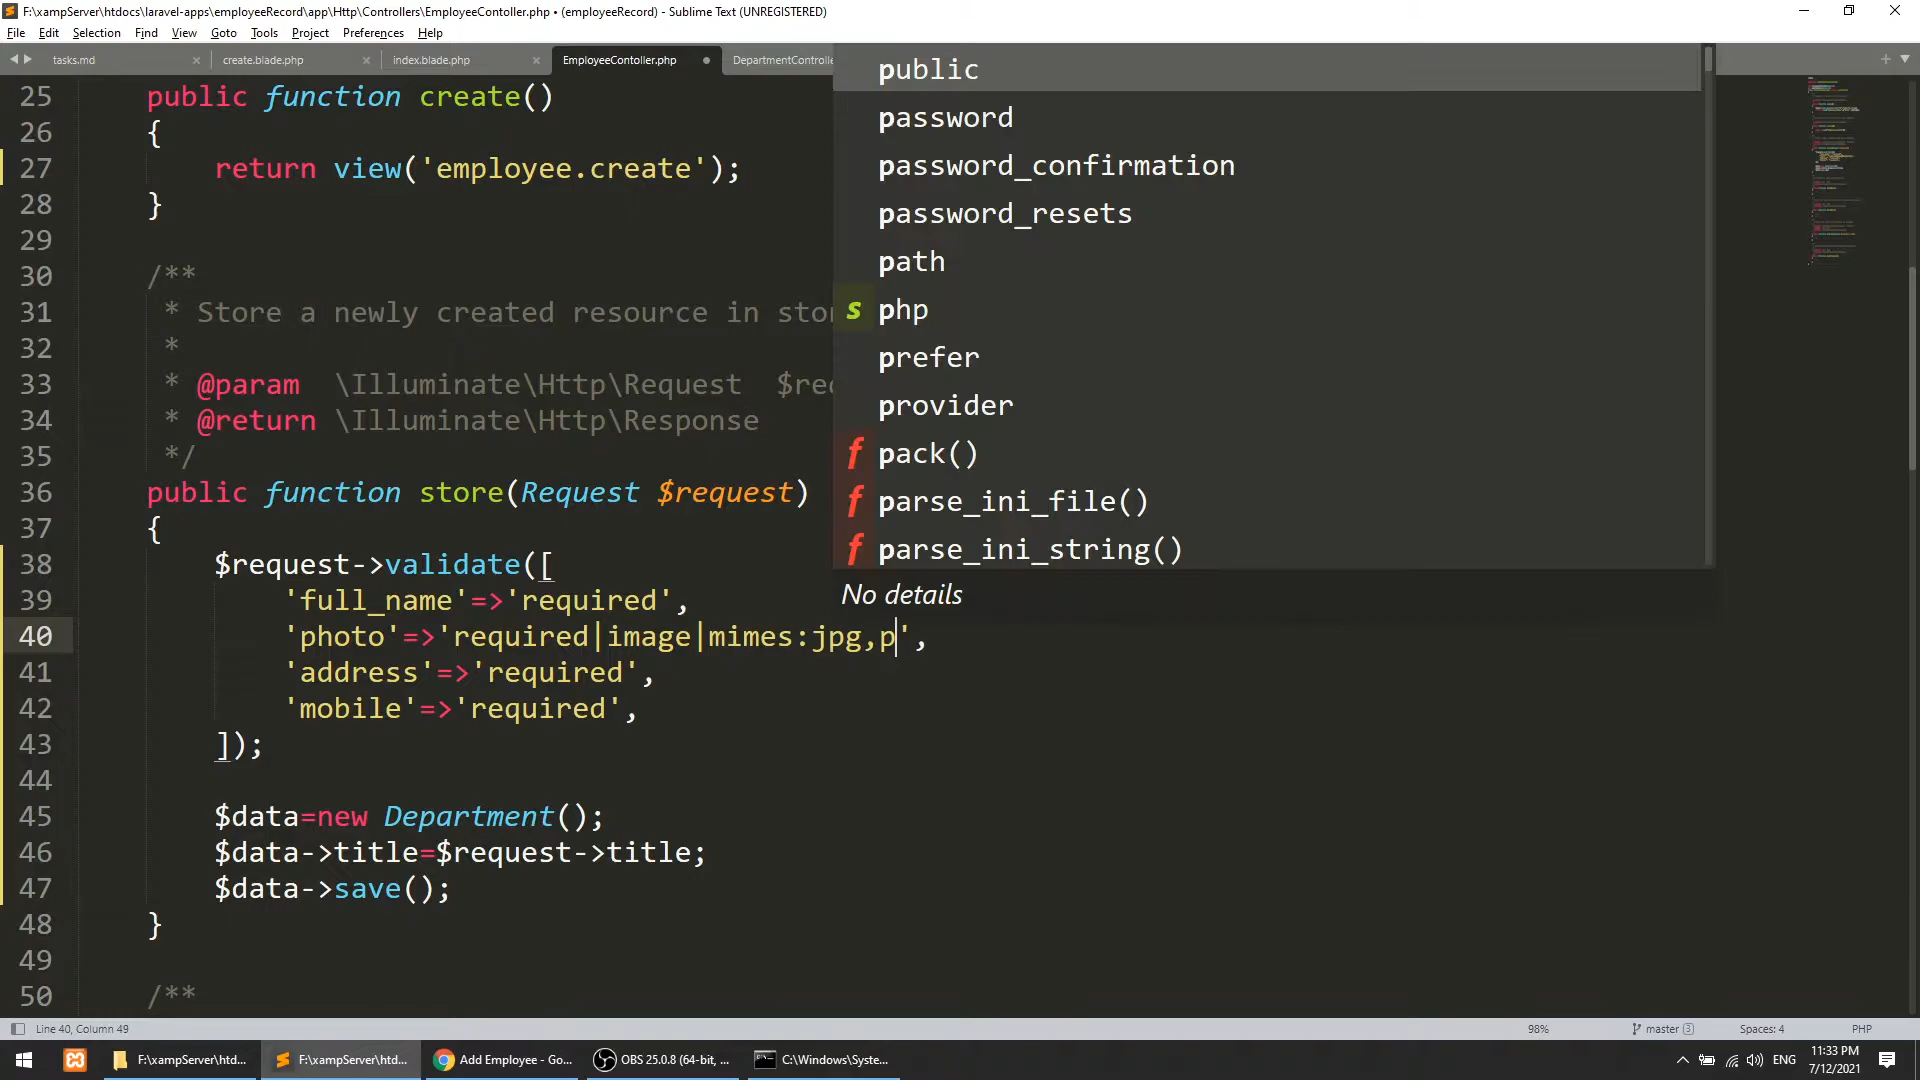 F:\xampServer\htdocs\laravel-apps\employeeRecord\app\Http\Controllers\EmployeeContoller.php • (employeeRecord) - Sublime Text (UNREGISTERED)
File Edit Selection Find View Goto Tools Project Preferences Help
tasks.md × create.blade.php × index.blade.php × EmployeeContoller.php DepartmentControlle
25 public function create()
26 {
27 return view('employee.create');
28 }
29
30 /**
31 * Store a newly created resource in stor
32 *
33 * @param \Illuminate\Http\Request $req
34 * @return \Illuminate\Http\Response
35 */
36 public function store(Request $request)
37 {
38 $request->validate([
39 'full_name'=>'required',
40 'photo'=>'required|image|mimes:jpg,p',
41 'address'=>'required',
42 'mobile'=>'required',
43 ]);
44
45 $data=new Department();
46 $data->title=$request->title;
47 $data->save();
48 }
49
50 /**
public
password
password_confirmation
password_resets
path
s php
prefer
provider
f pack()
f parse_ini_file()
f parse_ini_string()
No details
Line 40, Column 49 98% master 3 Spaces: 4 PHP
F:\xampServer\htd... F:\xampServer\htd... Add Employee - Go... OBS 25.0.8 (64-bit, ... C:\Windows\Syste... ENG 11:33 PM
7/12/2021